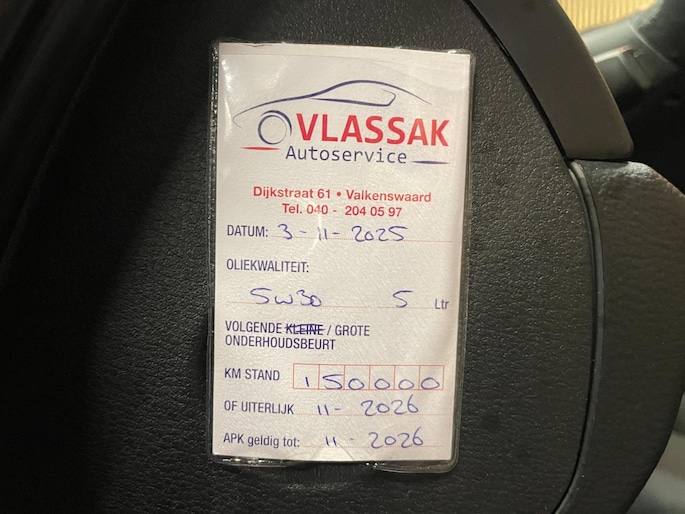 VLASSAK
Autoservice
Dijkstraat 61 • Valkenswaard
Tel. 040 - 204 05 97
DATUM: 3-11-2025
OLIEKWALITEIT:
5W30 5 Ltr
VOLGENDE KLEINE / GROTE
ONDERHOUDSBEURT
KM STAND 150000
OF UITERLIJK 11-2026
APK geldig tot: 11-2026